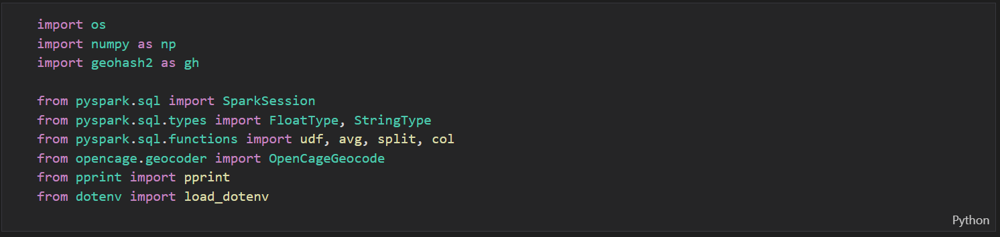 import os
import numpy as np
import geohash2 as gh
from pyspark.sql import SparkSession
from pyspark.sql.types import FloatType, StringType
from pyspark.sql.functions import udf, avg, split, col
from opencage.geocoder import OpenCageGeocode
from pprint import pprint
from dotenv import load_dotenv
Python